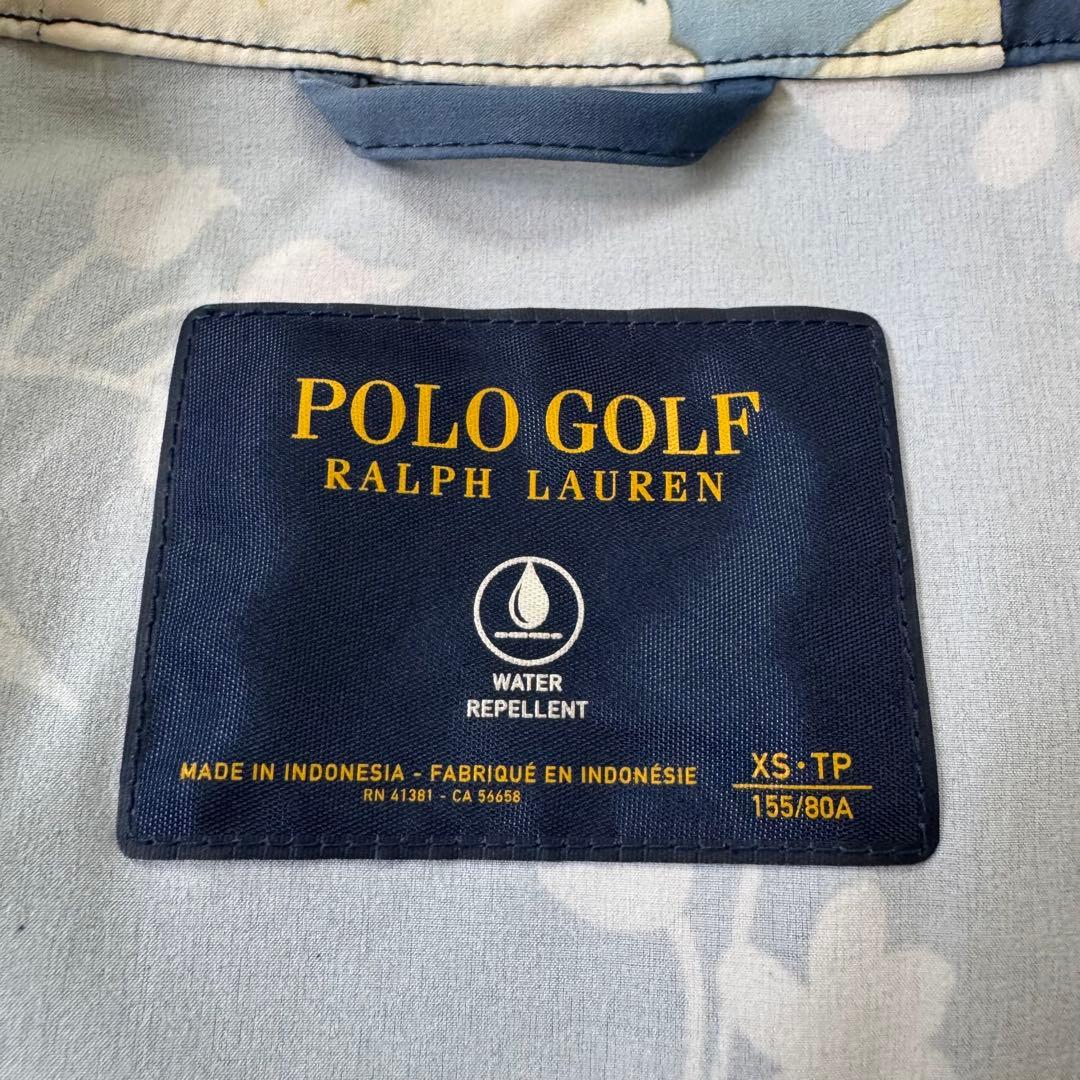 POLO GOLF
RALPH LAUREN
WATER
REPELLENT
MADE IN INDONESIA - FABRIQUÉ EN INDONÉSIE
RN 41381 - CA 56658
XS·TP
155/80A